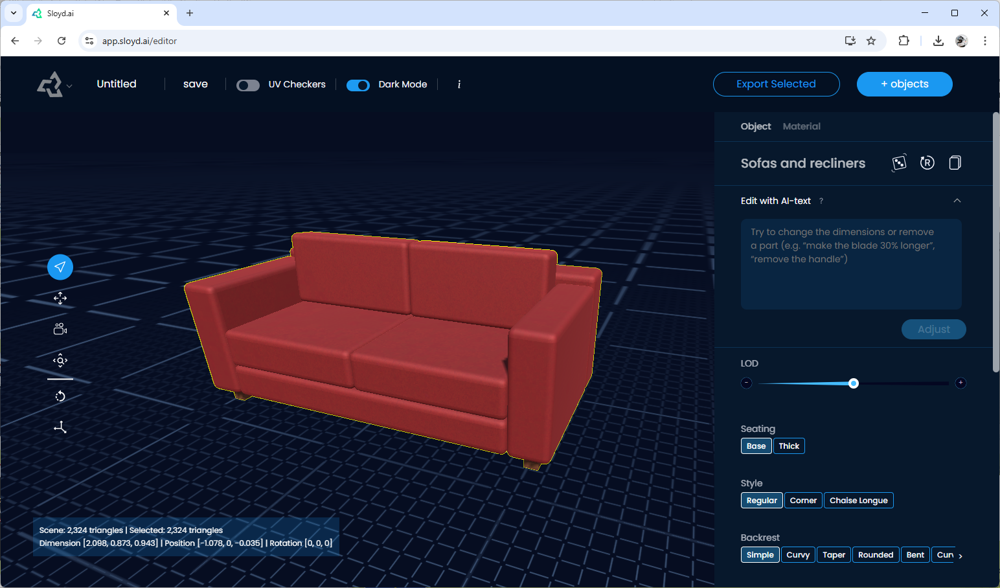 Sloyd.ai
app.sloyd.ai/editor
Untitled
save
UV Checkers
Dark Mode
i
Export Selected
+ objects
Object Material
Sofas and recliners
R
Edit with AI-text ?
Try to change the dimensions or remove
a part (e.g. “make the blade 30% longer”,
“remove the handle”)
Adjust
LOD
- +
Seating
Base Thick
Style
Regular Corner Chaise Longue
Backrest
Simple Curvy Taper Rounded Bent Curv
Scene: 2,324 triangles | Selected: 2,324 triangles
Dimension [2.098, 0.873, 0.943] | Position [-1.078, 0, -0.035] | Rotation [0, 0, 0]